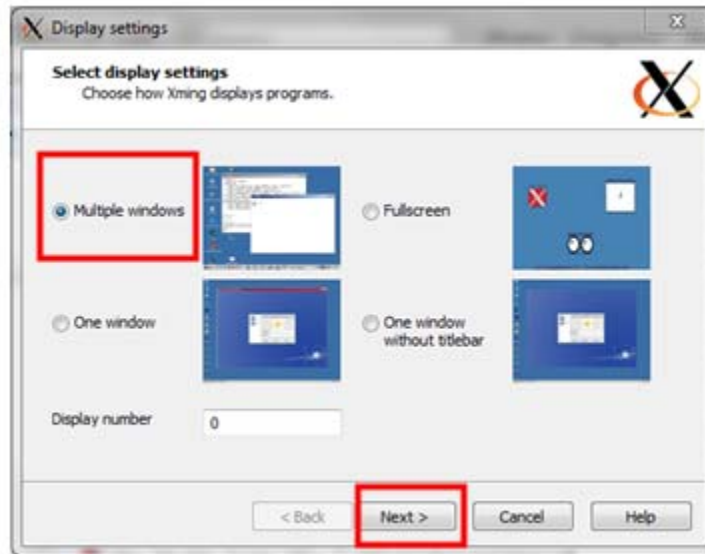 Display settings
Select display settings
Choose how Xming displays programs.
Multiple windows
Fullscreen
One window
One window
without titlebar
Display number
0
< Back
Next >
Cancel
Help